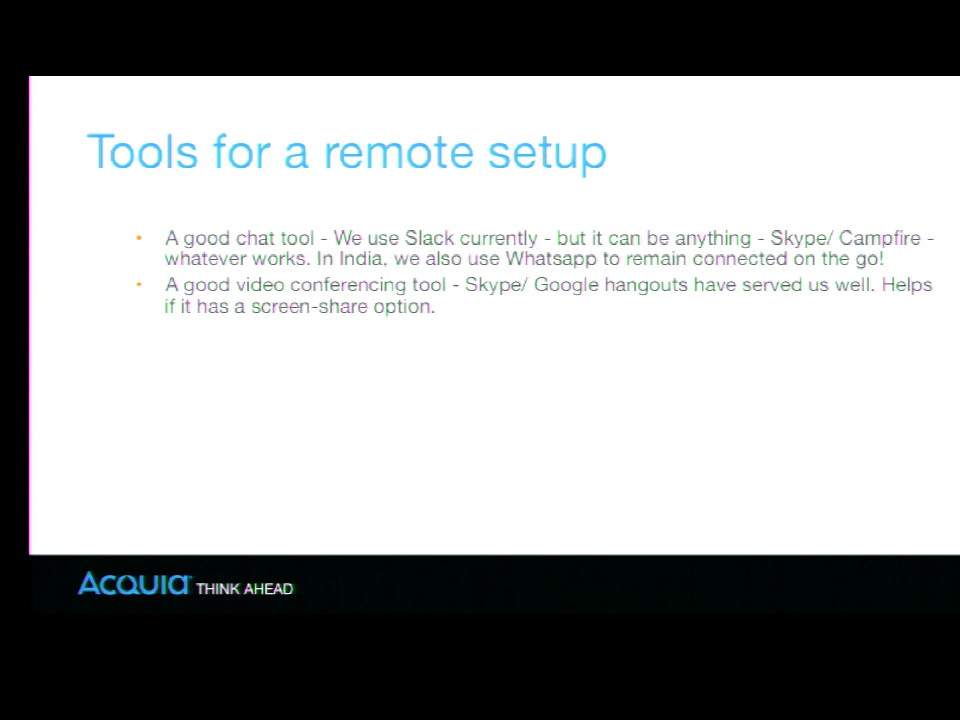 Tools for a remote setup
• A good chat tool - We use Slack currently - but it can be anything - Skype/ Campfire -
whatever works. In India, we also use Whatsapp to remain connected on the go!
• A good video conferencing tool - Skype/ Google hangouts have served us well. Helps
if it has a screen-share option.
ACQUIA THINK AHEAD